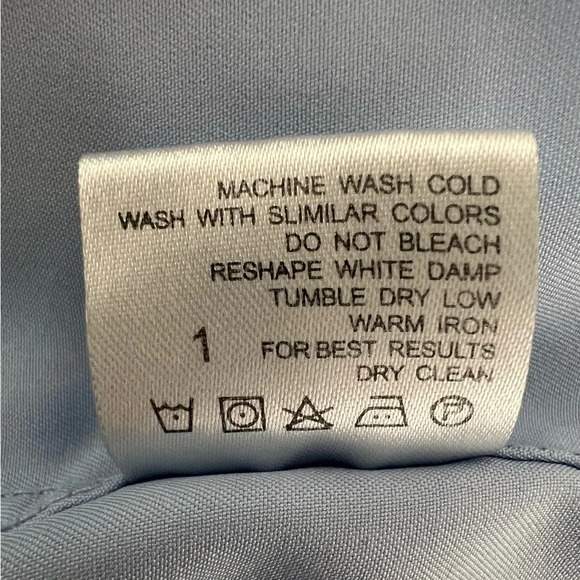 MACHINE WASH COLD
WASH WITH SLIMILAR COLORS
DO NOT BLEACH
RESHAPE WHITE DAMP
TUMBLE DRY LOW
WARM IRON
1 FOR BEST RESULTS
DRY CLEAN
P